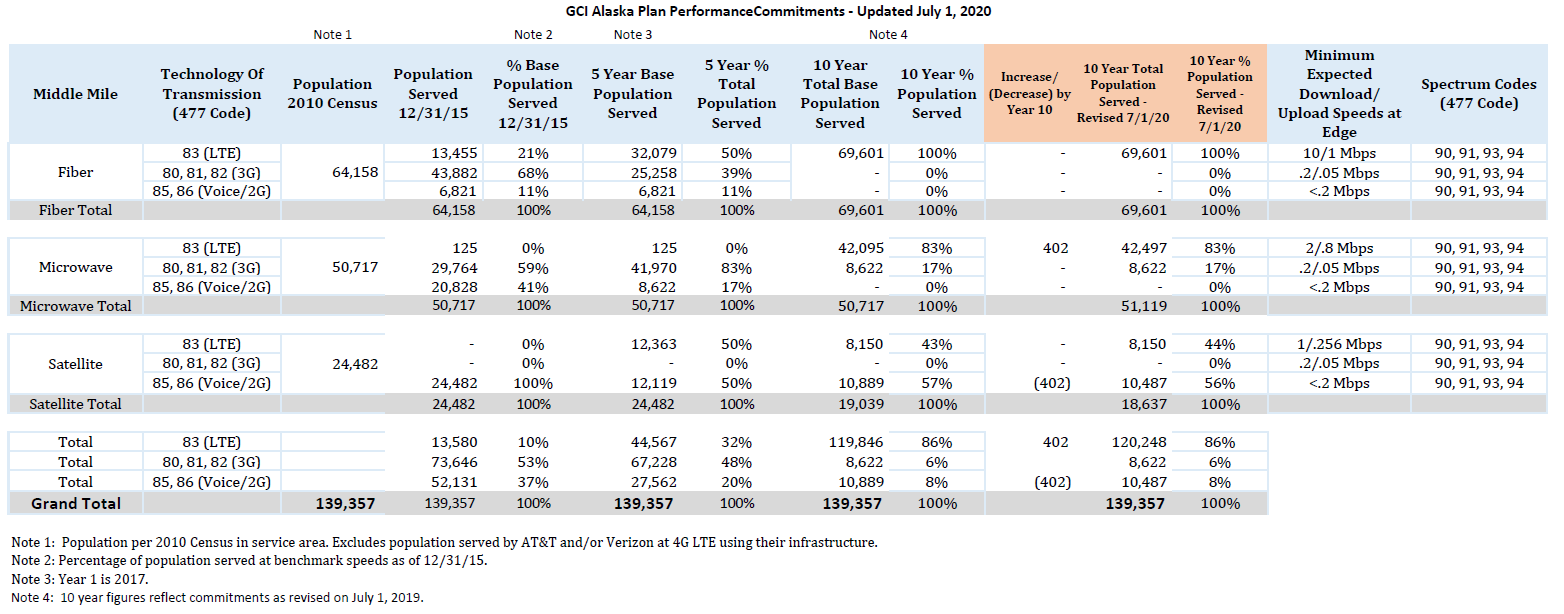 GCI Alaska Plan PerformanceCommitments - Updated July 1, 2020
Note 1 Note 2 Note 3 Note 4
Middle Mile Technology Of Transmission (477 Code) Population 2010 Census Population Served 12/31/15 % Base Population Served 12/31/15 5 Year Base Population Served 5 Year % Total Population Served 10 Year Total Base Population Served 10 Year % Population Served Increase/ (Decrease) by Year 10 10 Year Total Population Served - Revised 7/1/20 10 Year % Population Served - Revised 7/1/20 Minimum Expected Download/ Upload Speeds at Edge Spectrum Codes (477 Code)
83 (LTE) 13,455 21% 32,079 50% 69,601 100% - 69,601 100% 10/1 Mbps 90, 91, 93, 94
Fiber 80, 81, 82 (3G) 64,158 43,882 68% 25,258 39% - 0% - - 0% .2/.05 Mbps 90, 91, 93, 94
85, 86 (Voice/2G) 6,821 11% 6,821 11% - 0% - - 0% <.2 Mbps 90, 91, 93, 94
Fiber Total 64,158 100% 64,158 100% 69,601 100% 69,601 100%
83 (LTE) 125 0% 125 0% 42,095 83% 402 42,497 83% 2/.8 Mbps 90, 91, 93, 94
Microwave 80, 81, 82 (3G) 50,717 29,764 59% 41,970 83% 8,622 17% - 8,622 17% .2/.05 Mbps 90, 91, 93, 94
85, 86 (Voice/2G) 20,828 41% 8,622 17% - 0% - - 0% <.2 Mbps 90, 91, 93, 94
Microwave Total 50,717 100% 50,717 100% 50,717 100% 51,119 100%
83 (LTE) - 0% 12,363 50% 8,150 43% - 8,150 44% 1/.256 Mbps 90, 91, 93, 94
Satellite 80, 81, 82 (3G) 24,482 - 0% - 0% - 0% - - 0% .2/.05 Mbps 90, 91, 93, 94
85, 86 (Voice/2G) 24,482 100% 12,119 50% 10,889 57% (402) 10,487 56% <.2 Mbps 90, 91, 93, 94
Satellite Total 24,482 100% 24,482 100% 19,039 100% 18,637 100%
Total 83 (LTE) 13,580 10% 44,567 32% 119,846 86% 402 120,248 86%
Total 80, 81, 82 (3G) 73,646 53% 67,228 48% 8,622 6% 8,622 6%
Total 85, 86 (Voice/2G) 52,131 37% 27,562 20% 10,889 8% (402) 10,487 8%
Grand Total 139,357 139,357 100% 139,357 100% 139,357 100% 139,357 100%
Note 1: Population per 2010 Census in service area. Excludes population served by AT&T and/or Verizon at 4G LTE using their infrastructure.
Note 2: Percentage of population served at benchmark speeds as of 12/31/15.
Note 3: Year 1 is 2017.
Note 4: 10 year figures reflect commitments as revised on July 1, 2019.